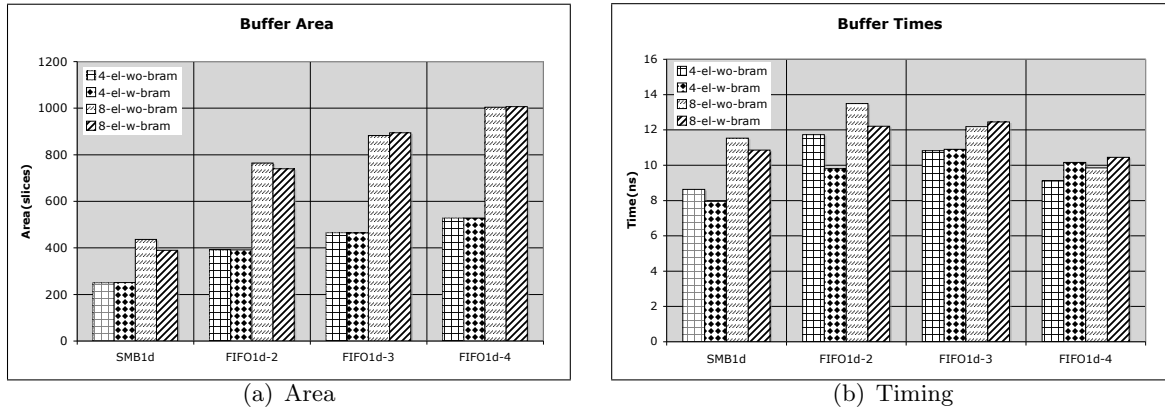 Buffer Area
1200
1000
800
600
400
200
0
Area(slices)
4-el-wo-bram
4-el-w-bram
8-el-wo-bram
8-el-w-bram
SMB1d
FIFO1d-2
FIFO1d-3
FIFO1d-4
(a) Area
Buffer Times
16
14
12
10
8
6
4
2
0
Time(ns)
4-el-wo-bram
4-el-w-bram
8-el-wo-bram
8-el-w-bram
SMB1d
FIFO1d-2
FIFO1d-3
FIFO1d-4
(b) Timing